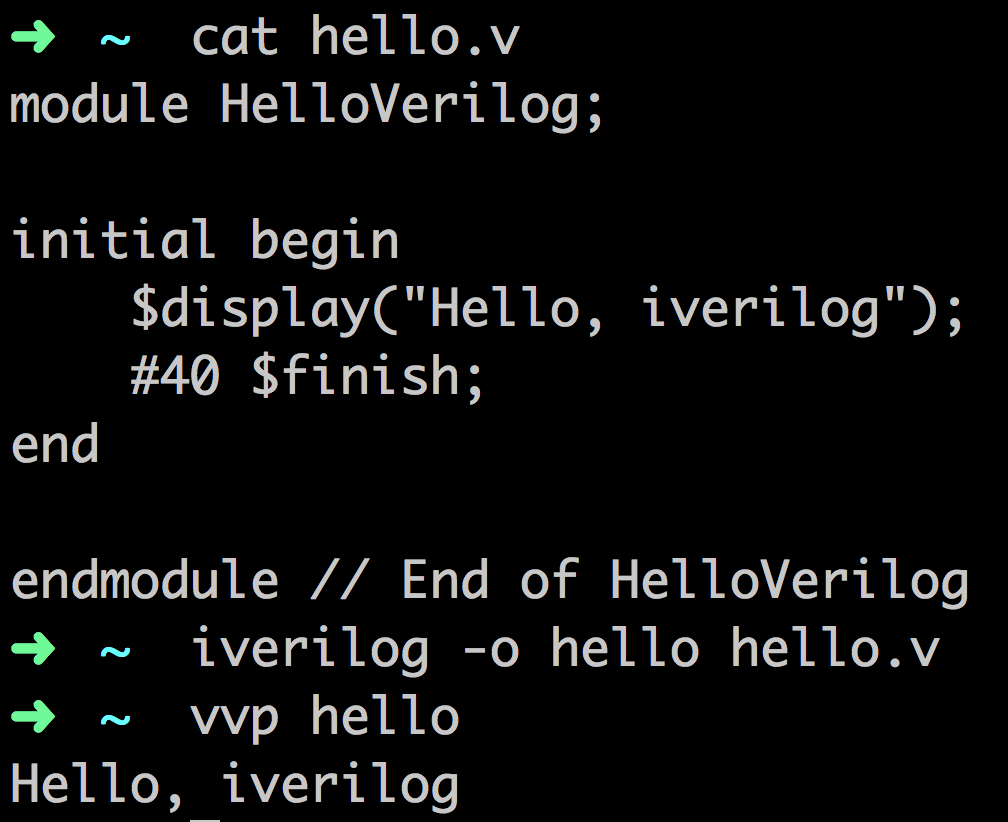 ➜ ~ cat hello.v
module HelloVerilog;

initial begin
    $display("Hello, iverilog");
    #40 $finish;
end

endmodule // End of HelloVerilog
➜ ~ iverilog -o hello hello.v
➜ ~ vvp hello
Hello, iverilog